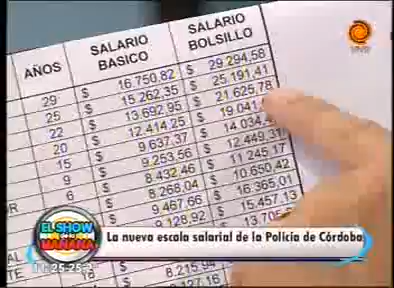 AÑOS SALARIO BASICO SALARIO BOLSILLO
29 $ 16.750,82 $ 29.294,58
25 $ 15.262,35 $ 25.191,41
22 $ 13.692,95 $ 21.625,78
20 $ 12.414,25 $ 19.041,
15 $ 9.637,37 $ 14.034,
9 $ 9.253,56 $ 12.449,31
6 $ 8.432,46 $ 11.245,17
$ 8.268,04 $ 10.650,42
$ 9.467,66 $ 16.365,01
$ 9.128,92 $ 15.457,13
$ 13.705
$ 8.215,94
EL SHOW DE LA MAÑANA
La nueva escala salarial de la Policía de Córdoba